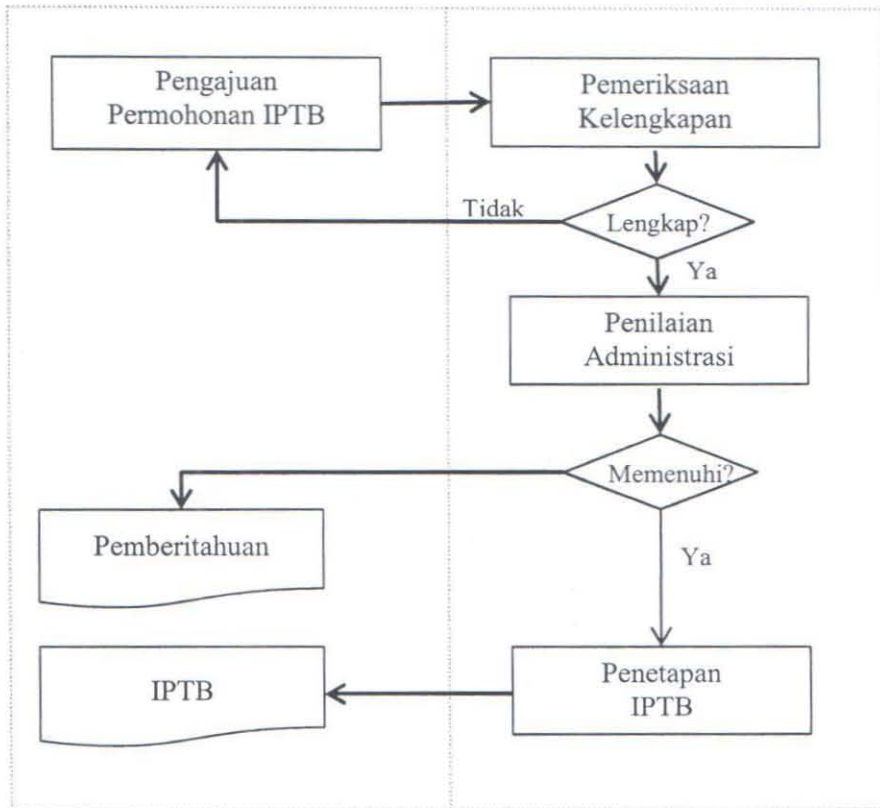 Pengajuan
Permohonan IPTB
Pemeriksaan
Kelengkapan
Tidak
Lengkap?
Ya
Penilaian
Administrasi
Memenuhi?
Pemberitahuan
Ya
IPTB
Penetapan
IPTB